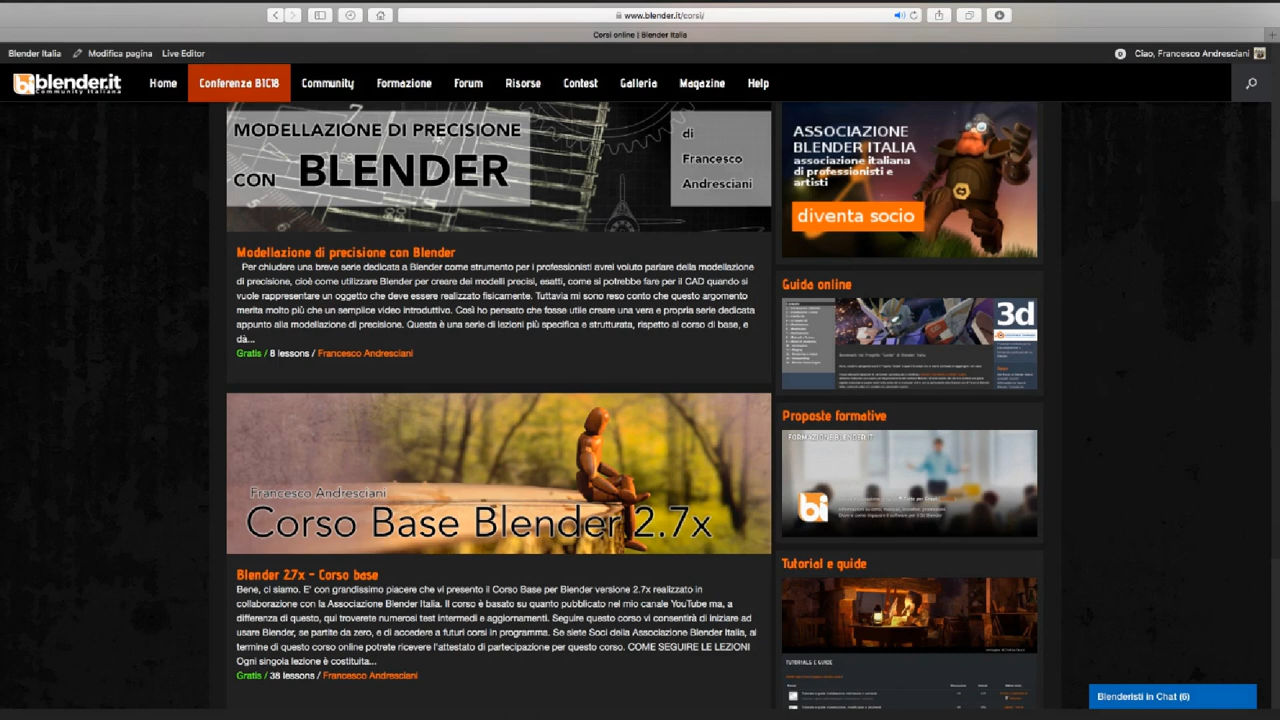 www.blender.it/corsi/
Corsi online | Blender Italia
Blender Italia Modifica pagina Live Editor Ciao, Francesco Andresciani
blender.it
community italiana
Home Conferenza B1C18 Community Formazione Forum Risorse Contest Galleria Magazine Help
MODELLAZIONE DI PRECISIONE
CON BLENDER
di
Francesco
Andresciani
Modellazione di precisione con Blender
Per chiudere una breve serie dedicata a Blender come strumento per i professionisti avrei voluto parlare della modellazione
di precisione, cioè come utilizzare Blender per creare dei modelli precisi, esatti, come si potrebbe fare per il CAD quando si
vuole rappresentare un oggetto che deve essere realizzato fisicamente. Tuttavia mi sono reso conto che questo argomento
merita molto più che un semplice video introduttivo. Così ho pensato che fosse utile creare una vera e propria serie dedicata
appunto alla modellazione di precisione. Questa è una serie di lezioni più specifica e strutturata, rispetto al corso di base, e
dà...
Gratis / 8 lessons / Francesco Andresciani
Francesco Andresciani
Corso Base Blender 2.7x
Blender 2.7x - Corso base
Bene, ci siamo. E' con grandissimo piacere che vi presento il Corso Base per Blender versione 2.7x realizzato in
collaborazione con la Associazione Blender Italia. Il corso è basato su quanto pubblicato nel mio canale YouTube ma, a
differenza di questo, qui troverete numerosi test intermedi e aggiornamenti. Seguire questo corso vi consentirà di iniziare ad
usare Blender, se partite da zero, e di accedere a futuri corsi in programma. Se siete Soci della Associazione Blender Italia, al
termine di questo corso online potrete ricevere l'attestato di partecipazione per questo corso. COME SEGUIRE LE LEZIONI
Ogni singola lezione è costituita...
Gratis / 38 lessons / Francesco Andresciani
ASSOCIAZIONE
BLENDER ITALIA
associazione italiana
di professionisti e
artisti
diventa socio
Guida online
3d
Proposte formative
FORMAZIONE BLENDER.IT
bi
Tutorial e guide
TUTORIALS E GUIDE
Blenderisti in Chat (6)